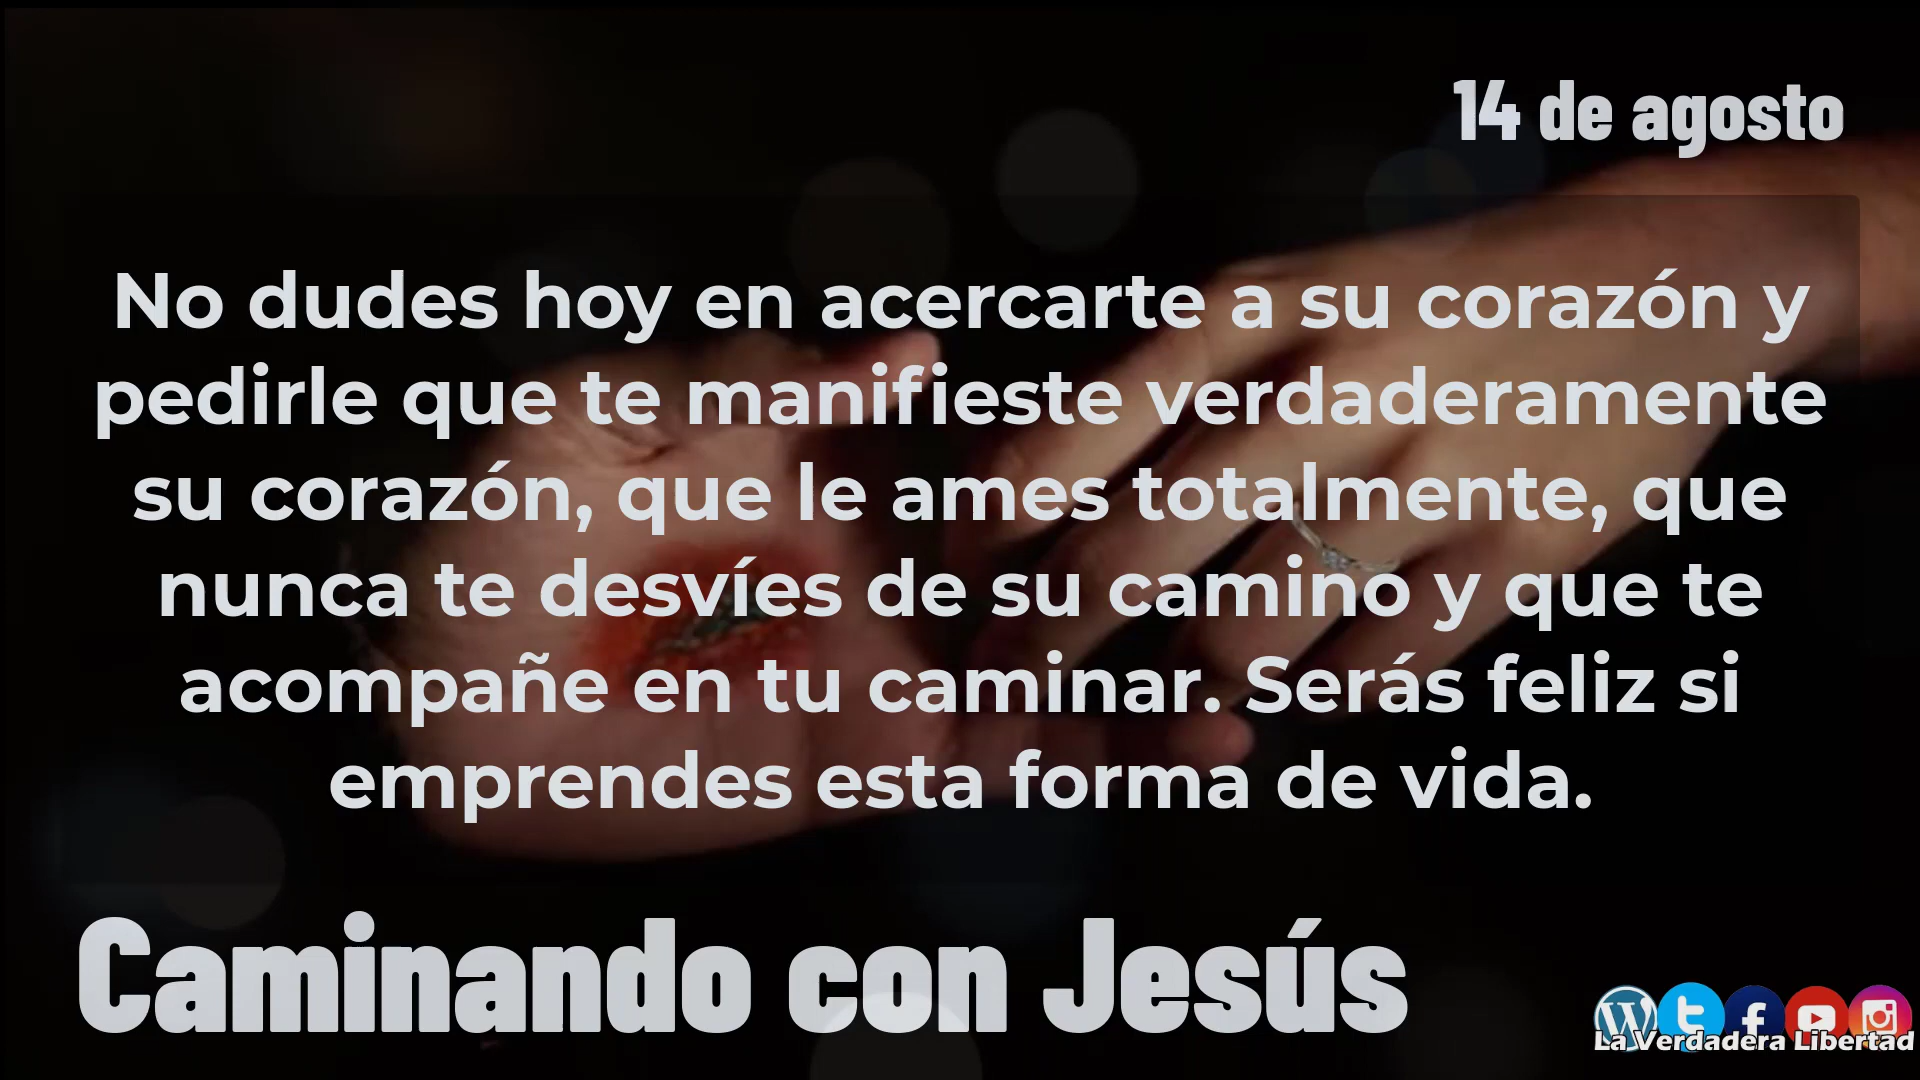 14 de agosto
No dudes hoy en acercarte a su corazón y
pedirle que te manifieste verdaderamente
su corazón, que le ames totalmente, que
nunca te desvíes de su camino y que te
acompañe en tu caminar. Serás feliz si
emprendes esta forma de vida.
Caminando con Jesús
La Verdadera Libertad